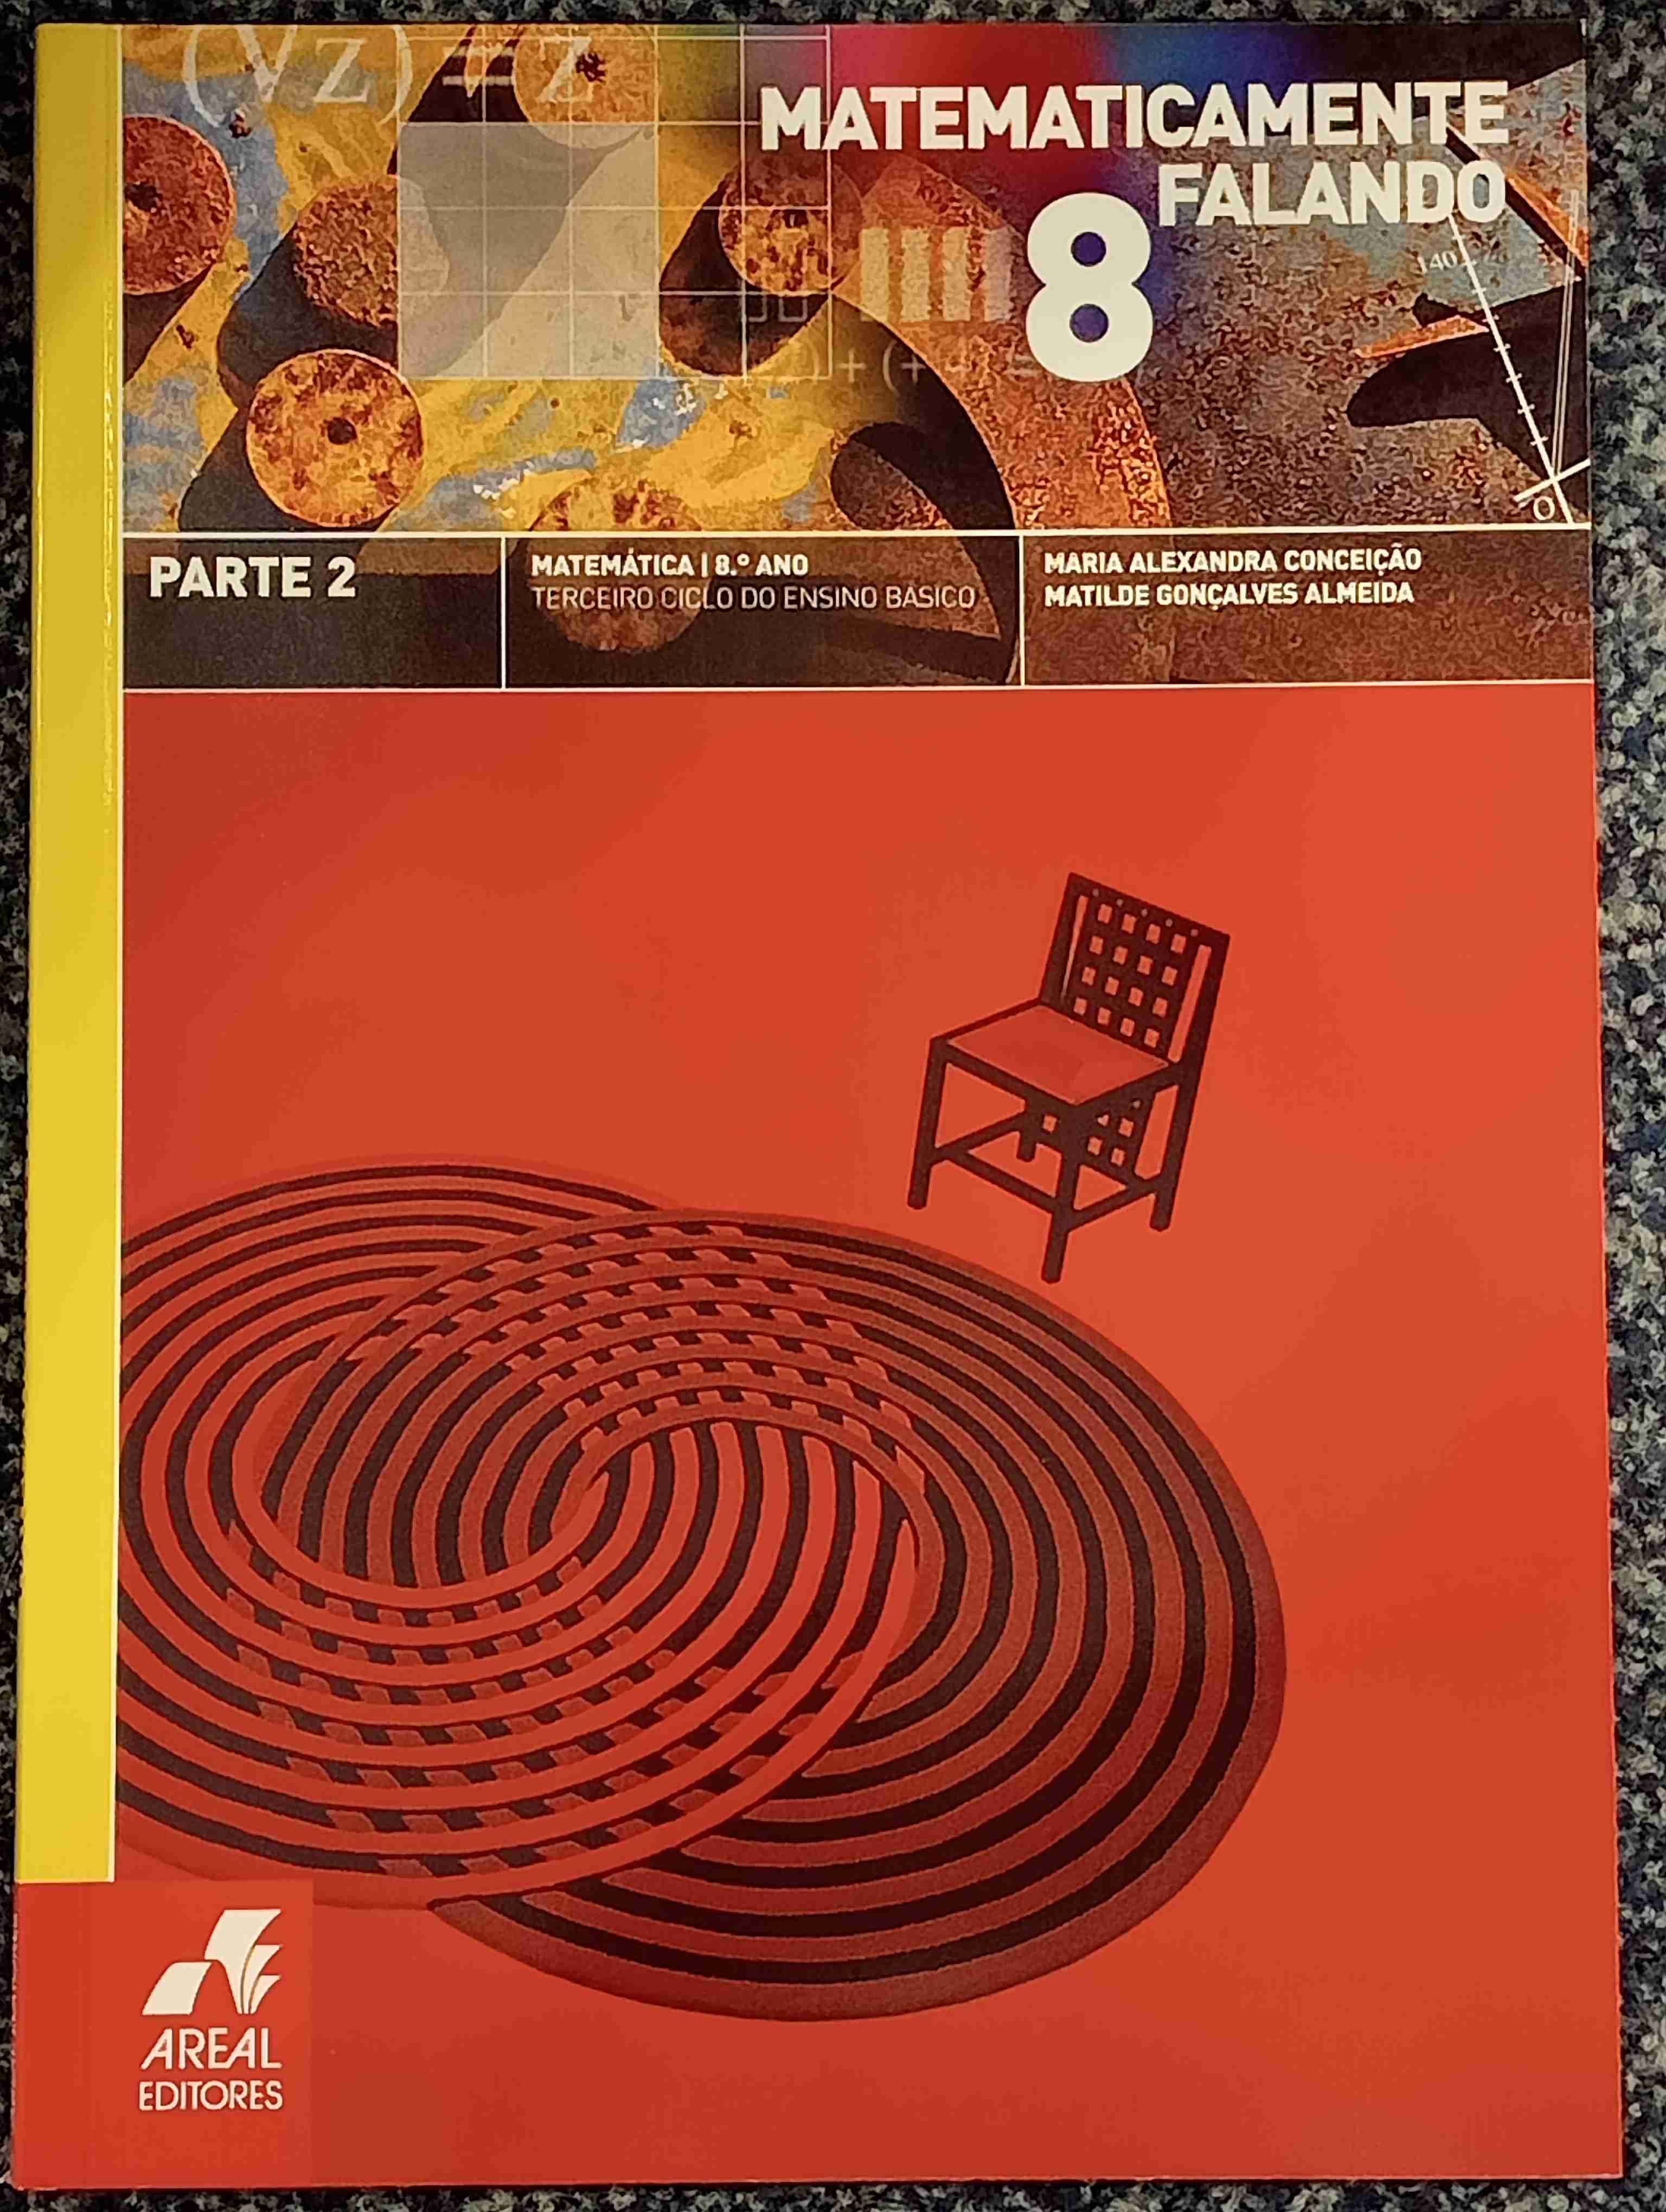 (√z) = z
MATEMATICAMENTE
FALANDO
8
140
+ (+
O
PARTE 2
MATEMÁTICA | 8.º ANO
TERCEIRO CICLO DO ENSINO BÁSICO
MARIA ALEXANDRA CONCEIÇÃO
MATILDE GONÇALVES ALMEIDA
AREAL
EDITORES